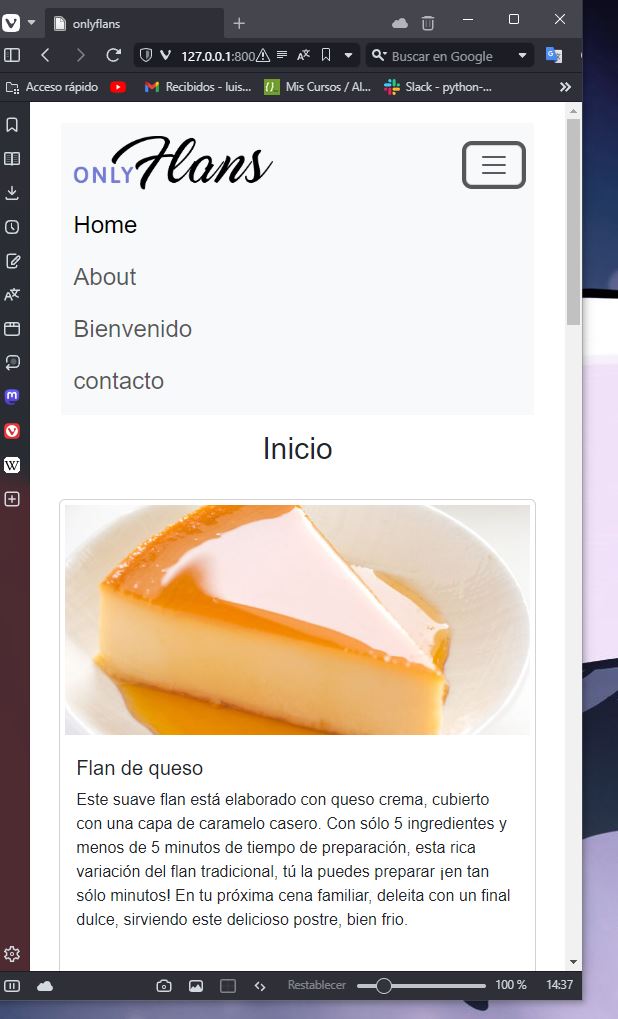 onlyflans
127.0.0.1:800
Buscar en Google
Acceso rápido
Recibidos - luis...
Mis Cursos / Al...
Slack - python-...
ONLY Flans
Home
About
Bienvenido
contacto
Inicio
Flan de queso
Este suave flan está elaborado con queso crema, cubierto
con una capa de caramelo casero. Con sólo 5 ingredientes y
menos de 5 minutos de tiempo de preparación, esta rica
variación del flan tradicional, tú la puedes preparar ¡en tan
sólo minutos! En tu próxima cena familiar, deleita con un final
dulce, sirviendo este delicioso postre, bien frio.
Restablecer
100 %
14:37